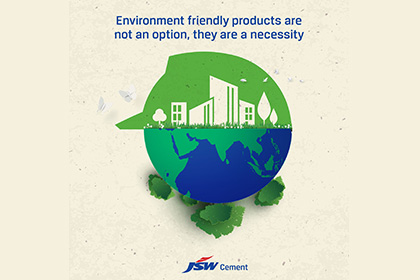 Environment friendly products are
not an option, they are a necessity
JSW Cement